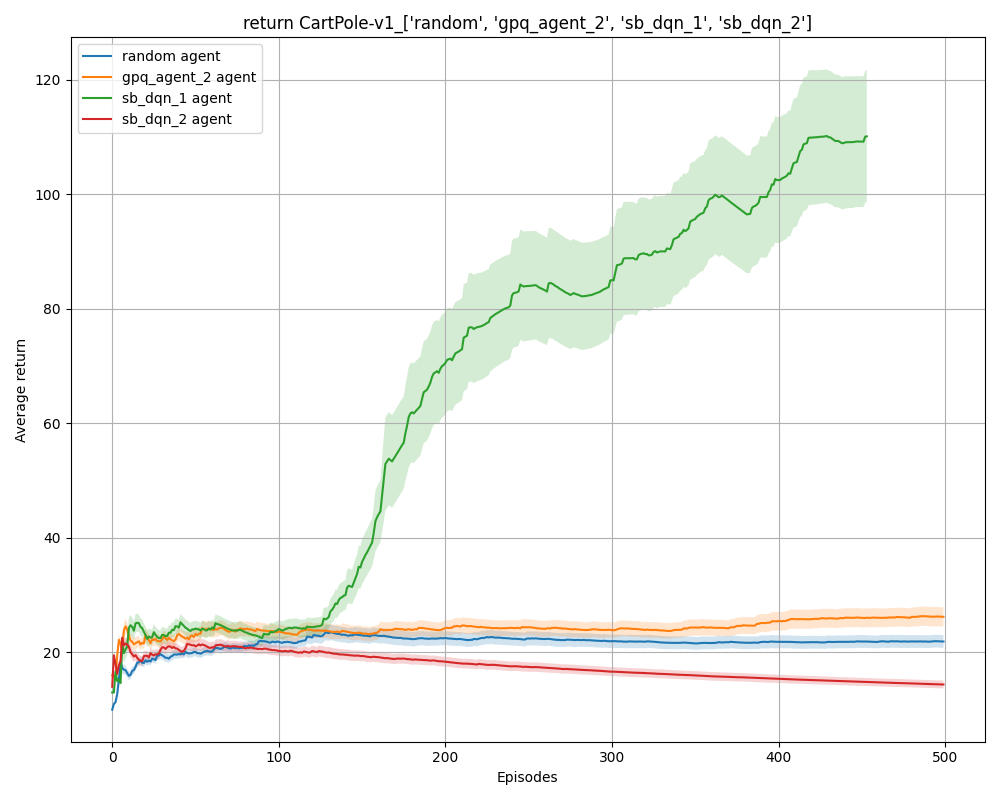 return CartPole-v1_['random', 'gpq_agent_2', 'sb_dqn_1', 'sb_dqn_2']
random agent
gpq_agent_2 agent
sb_dqn_1 agent
sb_dqn_2 agent
120
100
80
60
40
20
Average return
0
100
200
300
400
500
Episodes